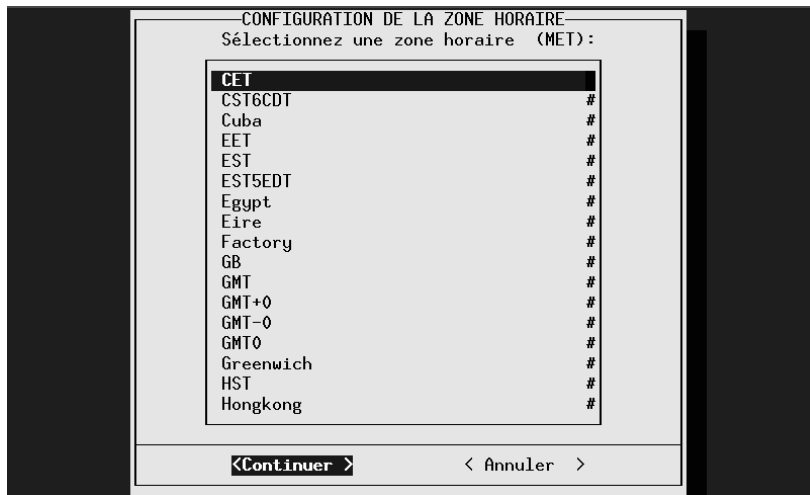 CONFIGURATION DE LA ZONE HORAIRE
Sélectionnez une zone horaire (MET):
CET
CST6CDT #
Cuba #
EET #
EST #
EST5EDT #
Egypt #
Eire #
Factory #
GB #
GMT #
GMT+0 #
GMT-0 #
GMT0 #
Greenwich #
HST #
Hongkong #
<Continuer > < Annuler >